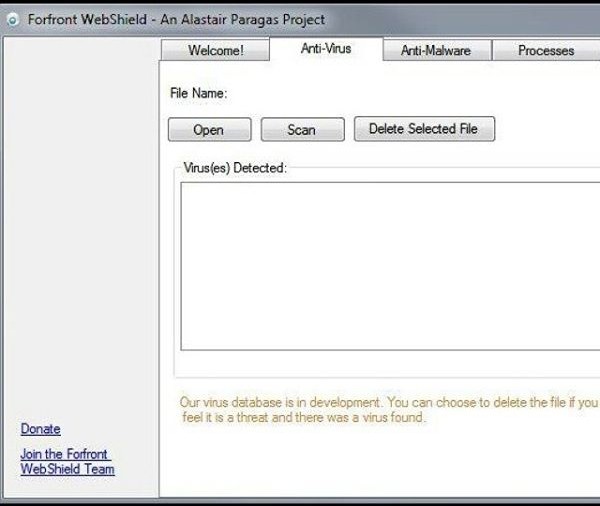 Forfront WebShield - An Alastair Paragas Project
Welcome! Anti-Virus Anti-Malware Processes
File Name:
Open Scan Delete Selected File
Virus(es) Detected:
Our virus database is in development. You can choose to delete the file if you
feel it is a threat and there was a virus found.
Donate
Join the Forfront
WebShield Team